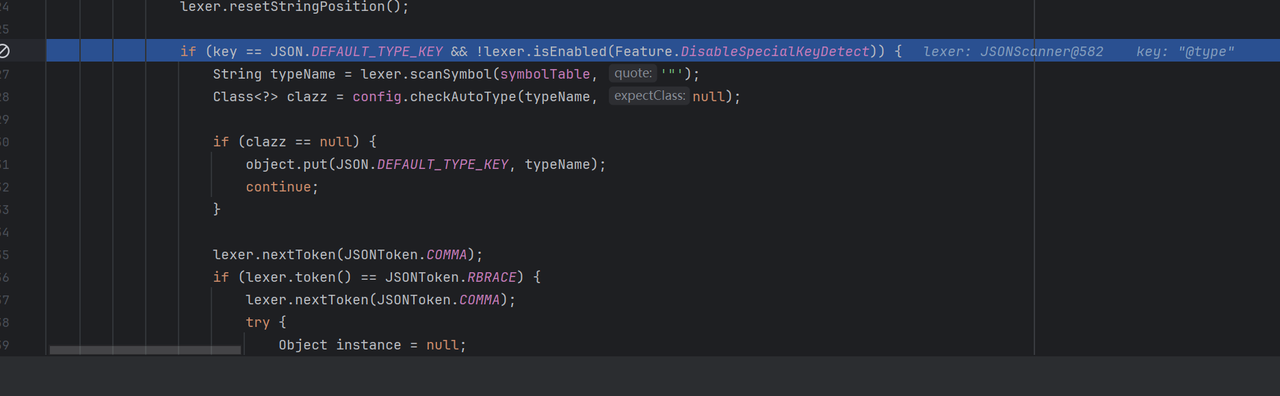 24 lexer.resetStringPosition();
25
if (key == JSON.DEFAULT_TYPE_KEY && !lexer.isEnabled(Feature.DisableSpecialKeyDetect)) { lexer: JSONScanner@582 key: "@type"
27 String typeName = lexer.scanSymbol(symbolTable, quote: '"');
28 Class<?> clazz = config.checkAutoType(typeName, expectClass: null);
29
30 if (clazz == null) {
31 object.put(JSON.DEFAULT_TYPE_KEY, typeName);
32 continue;
33 }
34
35 lexer.nextToken(JSONToken.COMMA);
36 if (lexer.token() == JSONToken.RBRACE) {
37 lexer.nextToken(JSONToken.COMMA);
38 try {
39 Object instance = null;